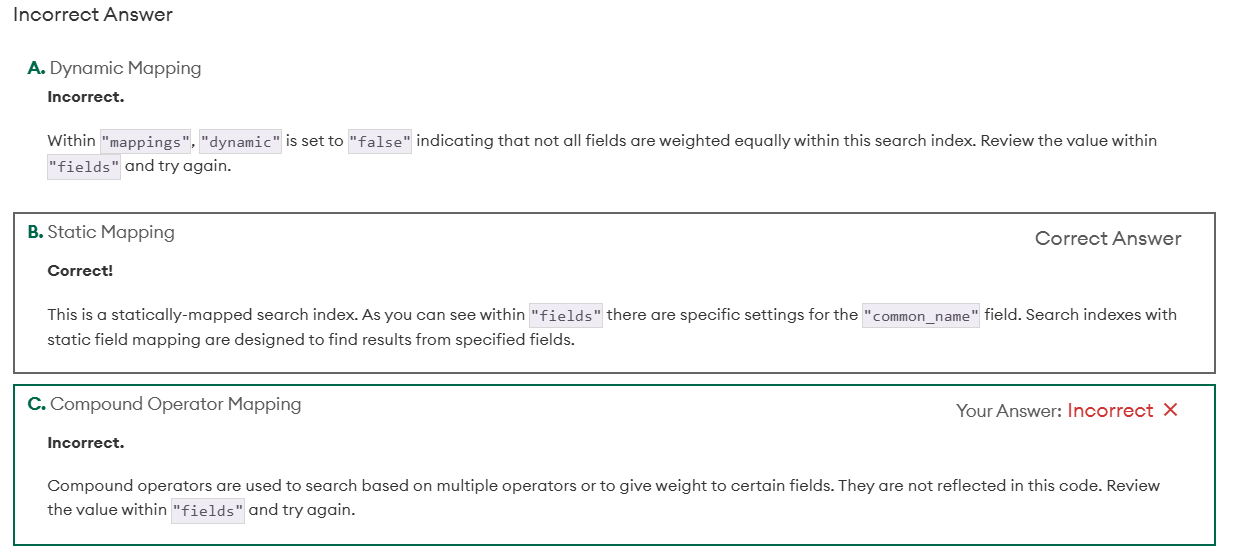 Incorrect Answer
A. Dynamic Mapping
Incorrect.
Within "mappings", "dynamic" is set to "false" indicating that not all fields are weighted equally within this search index. Review the value within
"fields" and try again.
B. Static Mapping
Correct Answer
Correct!
This is a statically-mapped search index. As you can see within "fields" there are specific settings for the "common_name" field. Search indexes with
static field mapping are designed to find results from specified fields.
C. Compound Operator Mapping
Your Answer: Incorrect ×
Incorrect.
Compound operators are used to search based on multiple operators or to give weight to certain fields. They are not reflected in this code. Review
the value within "fields" and try again.